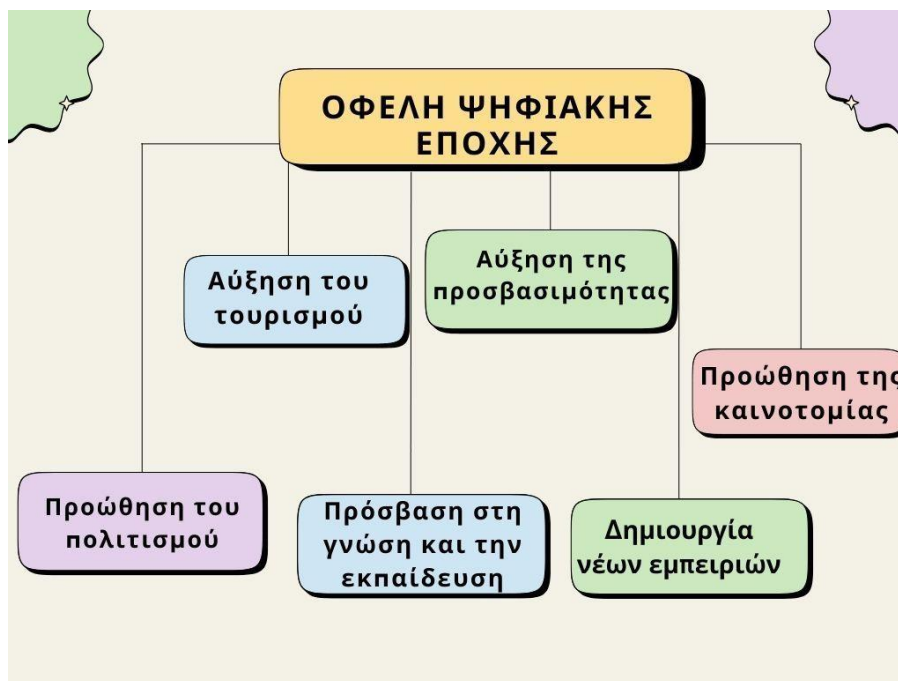 ΟΦΕΛΗ ΨΗΦΙΑΚΗΣ
ΕΠΟΧΗΣ
Αύξηση του
τουρισμού
Αύξηση της
προσβασιμότητας
Προώθηση της
καινοτομίας
Προώθηση του
πολιτισμού
Πρόσβαση στη
γνώση και την
εκπαίδευση
Δημιουργία
νέων εμπειριών